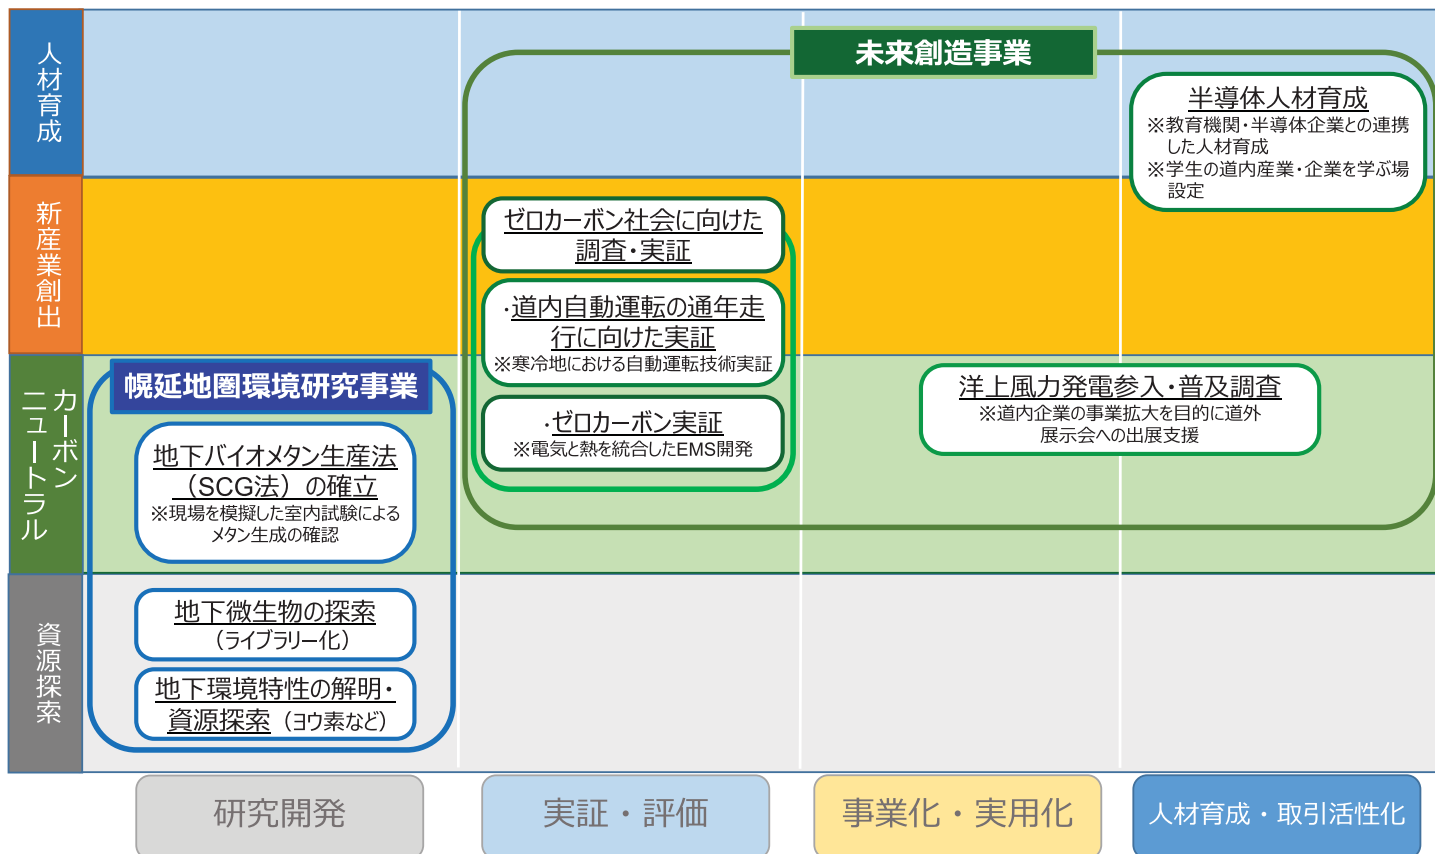 人材育成
新産業創出
カーボン
ニュートラル
資源探索
未来創造事業
半導体人材育成
※教育機関・半導体企業との連携
した人材育成
※学生の道内産業・企業を学ぶ場
設定
ゼロカーボン社会に向けた
調査・実証
・道内自動運転の通年走
行に向けた実証
※寒冷地における自動運転技術実証
・ゼロカーボン実証
※電気と熱を統合したEMS開発
洋上風力発電参入・普及調査
※道内企業の事業拡大を目的に道外
展示会への出展支援
幌延地圏環境研究事業
地下バイオメタン生産法
（SCG法）の確立
※現場を模擬した室内試験による
メタン生成の確認
地下微生物の探索
（ライブラリー化）
地下環境特性の解明・
資源探索（ヨウ素など）
研究開発
実証・評価
事業化・実用化
人材育成・取引活性化